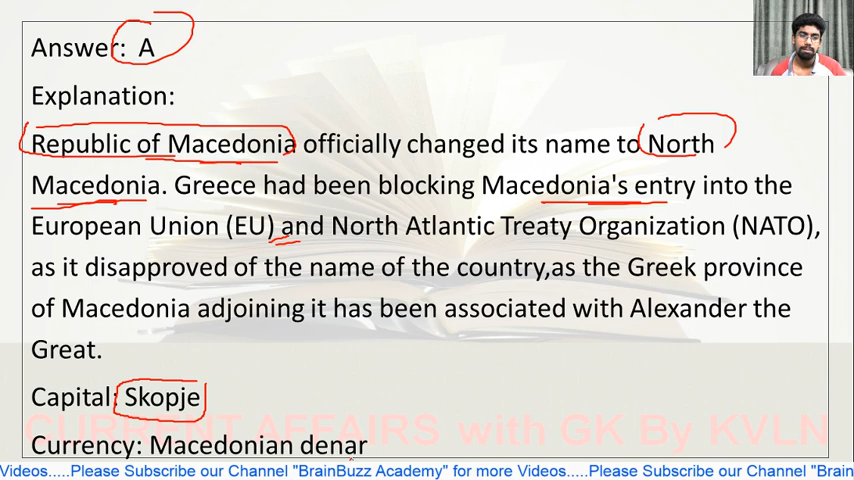 Answer: A
Explanation:
Republic of Macedonia officially changed its name to North
Macedonia. Greece had been blocking Macedonia's entry into the
European Union (EU) and North Atlantic Treaty Organization (NATO),
as it disapproved of the name of the country,as the Greek province
of Macedonia adjoining it has been associated with Alexander the
Great.
Capital: Skopje
CURRENT AFFAIRS with GK By KVLN
Currency: Macedonian denar
Videos.....Please Subscribe our Channel "BrainBuzz Academy" for more Videos.....Please Subscribe our Channel "Brain